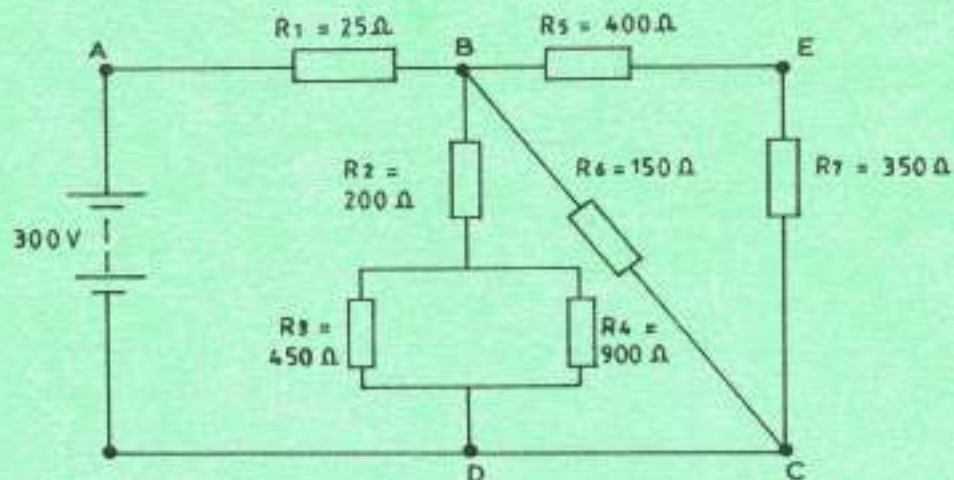 R1 = 25Ω
R5 = 400Ω
A
B
E
R2 =
200 Ω
R6 = 150 Ω
R7 = 350 Ω
300 V
R3 =
450 Ω
R4 =
900 Ω
D
C